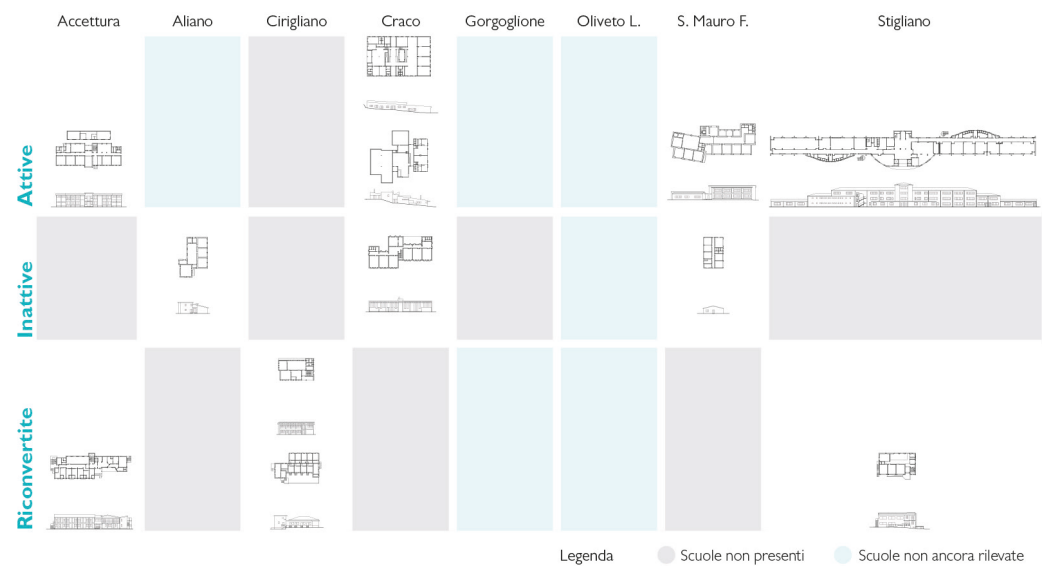 Accettura Aliano Cirigliano Craco Gorgoglione Oliveto L. S. Mauro F. Stigliano
Attive
Inattive
Riconvertite
Legenda Scuole non presenti Scuole non ancora rilevate